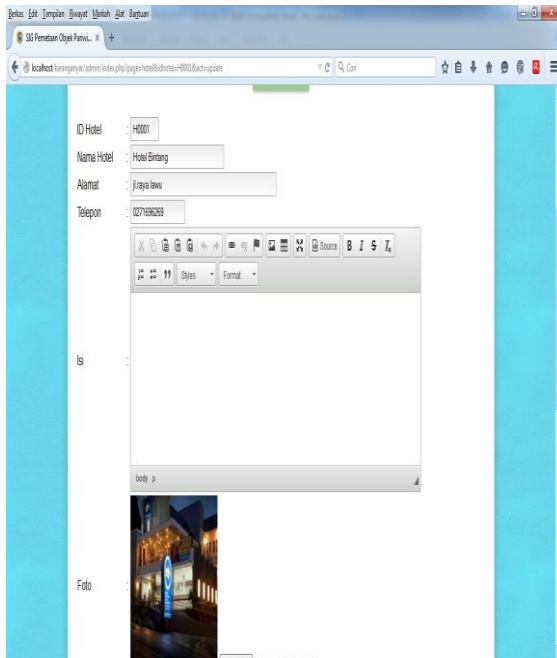 Berkas Edit Tampilan Riwayat Markah Alat Bantuan
SIG Pemetaan Objek Pariwi... × +
localhost/karanganyar/admin/index.php?page=hotel&idhotel=H0001&act=update Cari
ID Hotel : H0001
Nama Hotel : Hotel Bintang
Alamat : jl.raya lawu
Telepon : 0271696269
Source B I S Ix
Styles Format
Isi :
body p
Foto :